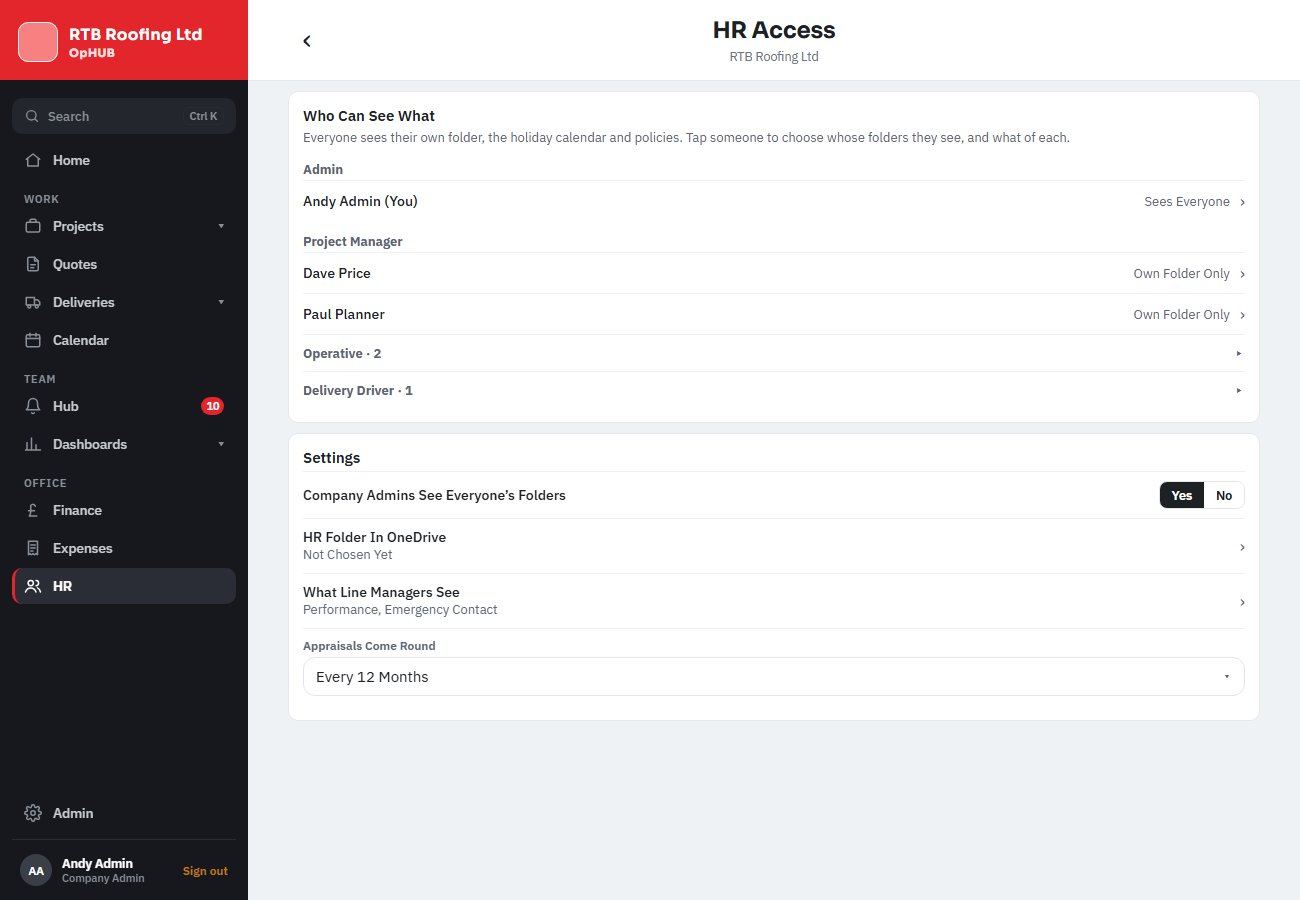 RTB Roofing Ltd
OpHUB
Search
Ctrl K
Home
WORK
Projects
Quotes
Deliveries
Calendar
TEAM
Hub
10
Dashboards
OFFICE
Finance
Expenses
HR
Admin
AA
Andy Admin
Company Admin
Sign out
HR Access
RTB Roofing Ltd
Who Can See What
Everyone sees their own folder, the holiday calendar and policies. Tap someone to choose whose folders they see, and what of each.
Admin
Andy Admin (You)
Sees Everyone
Project Manager
Dave Price
Own Folder Only
Paul Planner
Own Folder Only
Operative · 2
Delivery Driver · 1
Settings
Company Admins See Everyone’s Folders
Yes
No
HR Folder In OneDrive
Not Chosen Yet
What Line Managers See
Performance, Emergency Contact
Appraisals Come Round
Every 12 Months